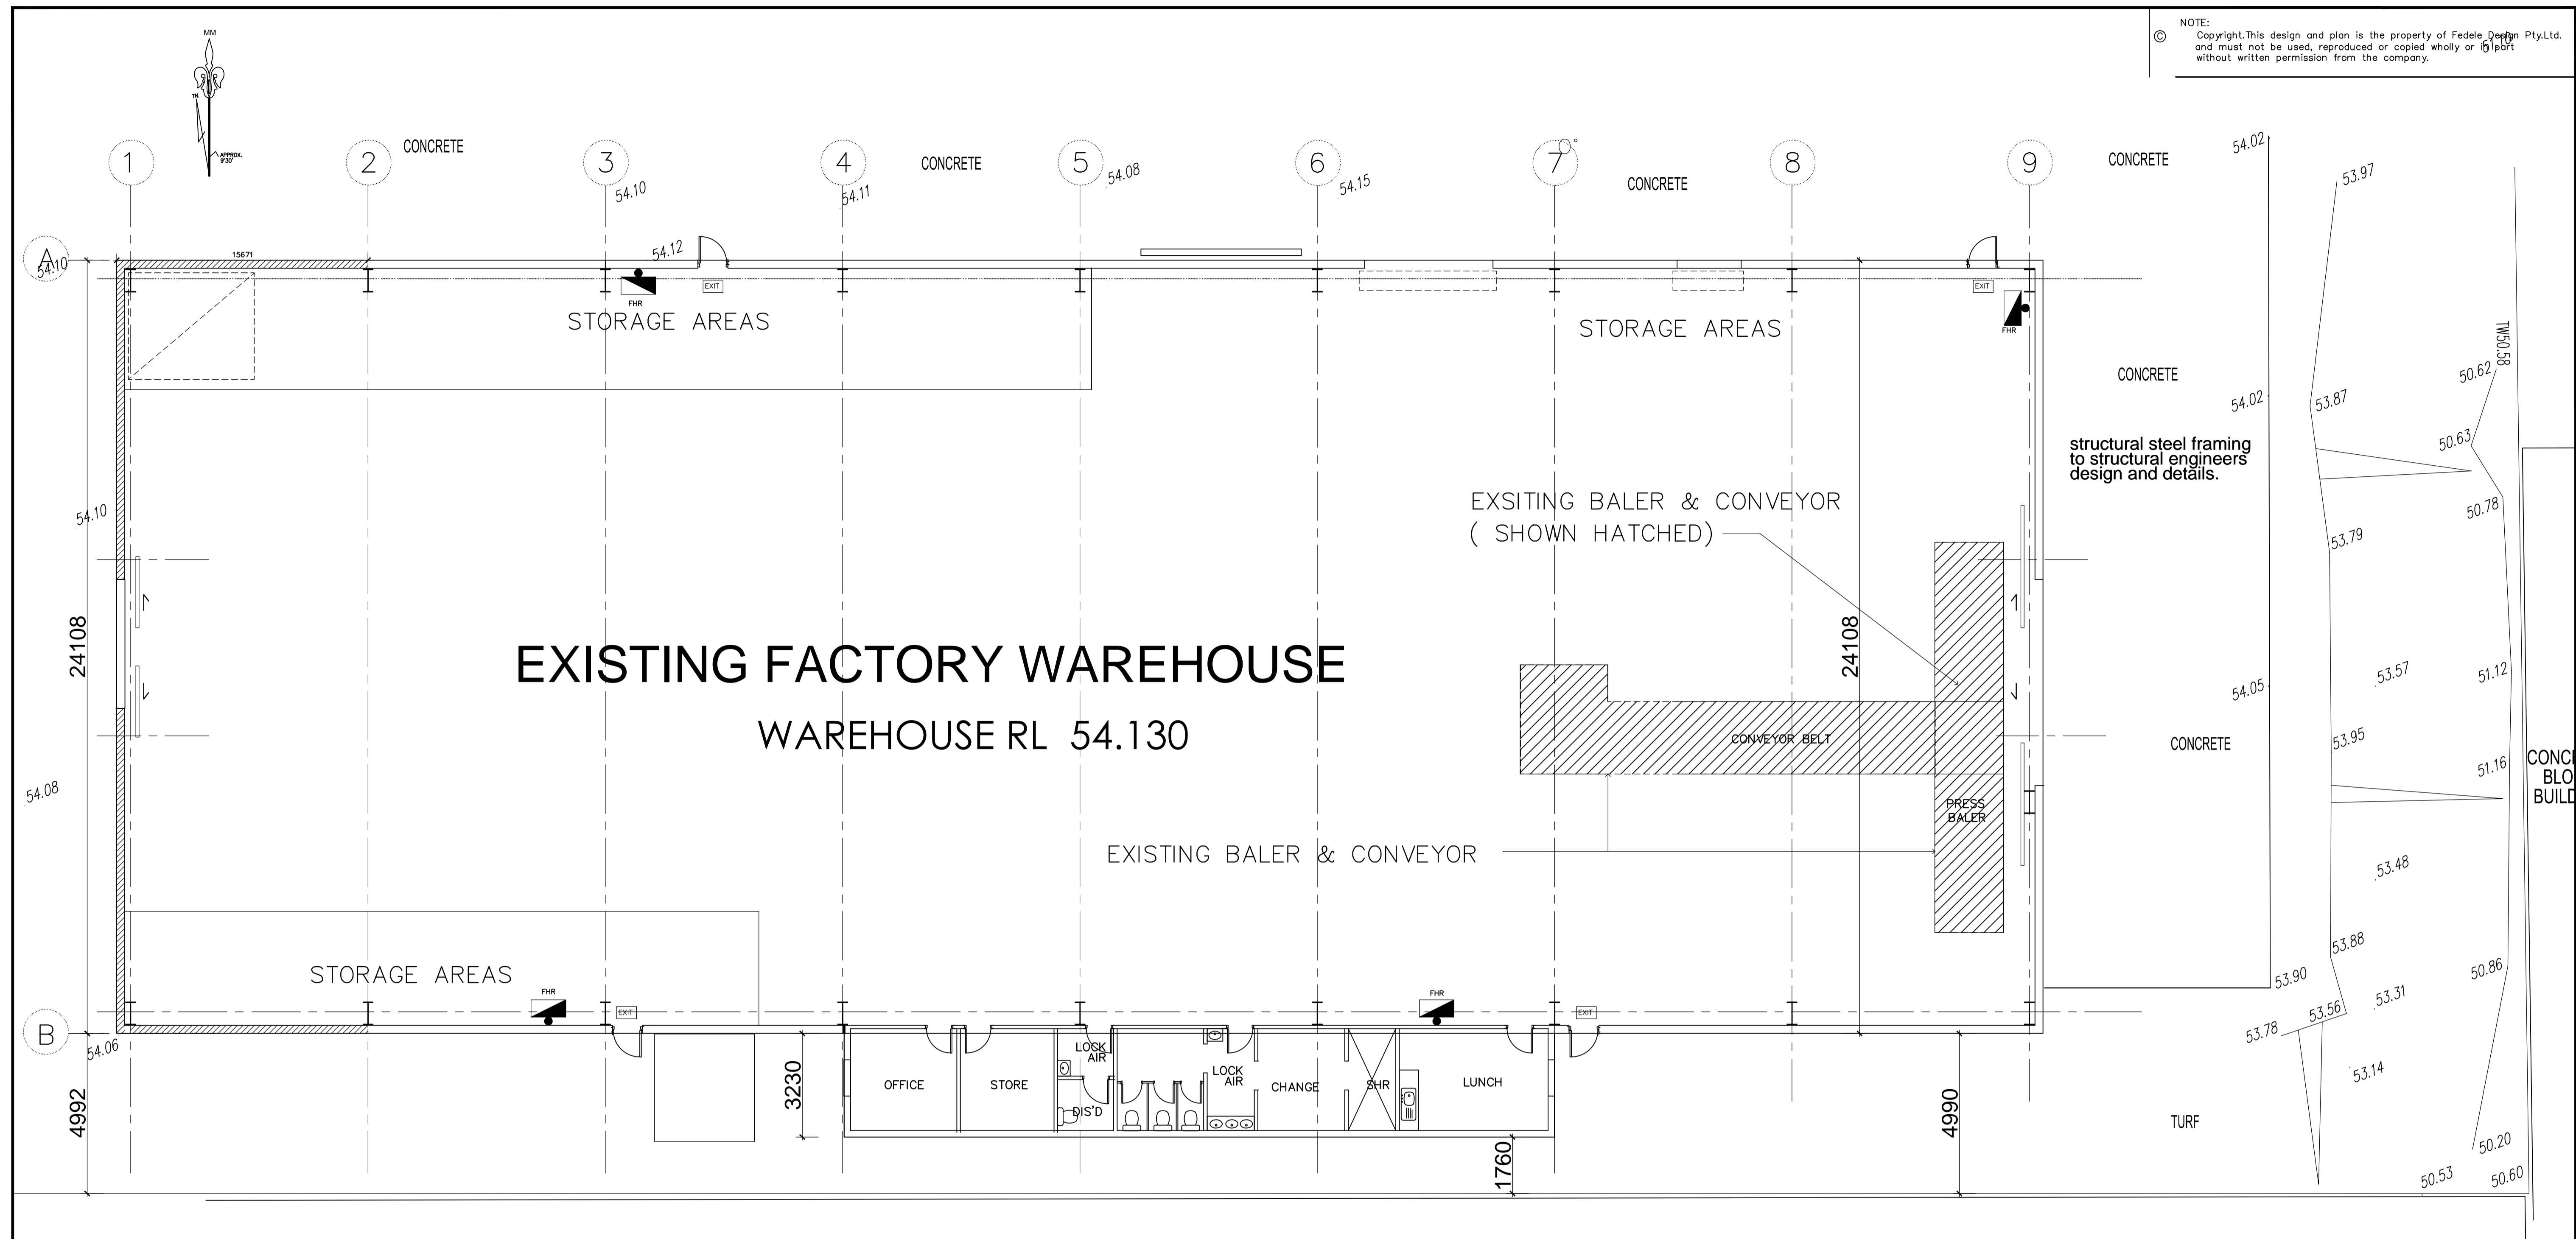 NOTE:
© Copyright.This design and plan is the property of Fedele Design Pty.Ltd.
and must not be used, reproduced or copied wholly or in part
without written permission from the company.
51.10
MM
TN
APPROX.
9°30'
CONCRETE
CONCRETE
CONCRETE
CONCRETE
1
2
3
4
5
6
7
8
9
0°
54.10
54.11
54.08
54.15
54.02
53.97
A
54.10
15671
54.12
EXIT
FHR
EXIT
FHR
STORAGE AREAS
STORAGE AREAS
TW50.58
50.62
CONCRETE
54.02
53.87
50.63
structural steel framing
to structural engineers
design and details.
EXSITING BALER & CONVEYOR
( SHOWN HATCHED)
54.10
50.78
53.79
24108
24108
EXISTING FACTORY WAREHOUSE
WAREHOUSE RL 54.130
53.57
51.12
54.05
CONVEYOR BELT
CONCRETE
53.95
51.16
CONCR
BLO
BUILD
54.08
PRESS
BALER
EXISTING BALER & CONVEYOR
53.48
53.88
50.86
53.90
STORAGE AREAS
FHR
EXIT
FHR
EXIT
53.31
53.56
53.78
B
54.06
LOCK
AIR
LOCK
AIR
OFFICE
STORE
DIS'D
CHANGE
SHR
LUNCH
53.14
4992
3230
4990
1760
TURF
50.20
50.53
50.60